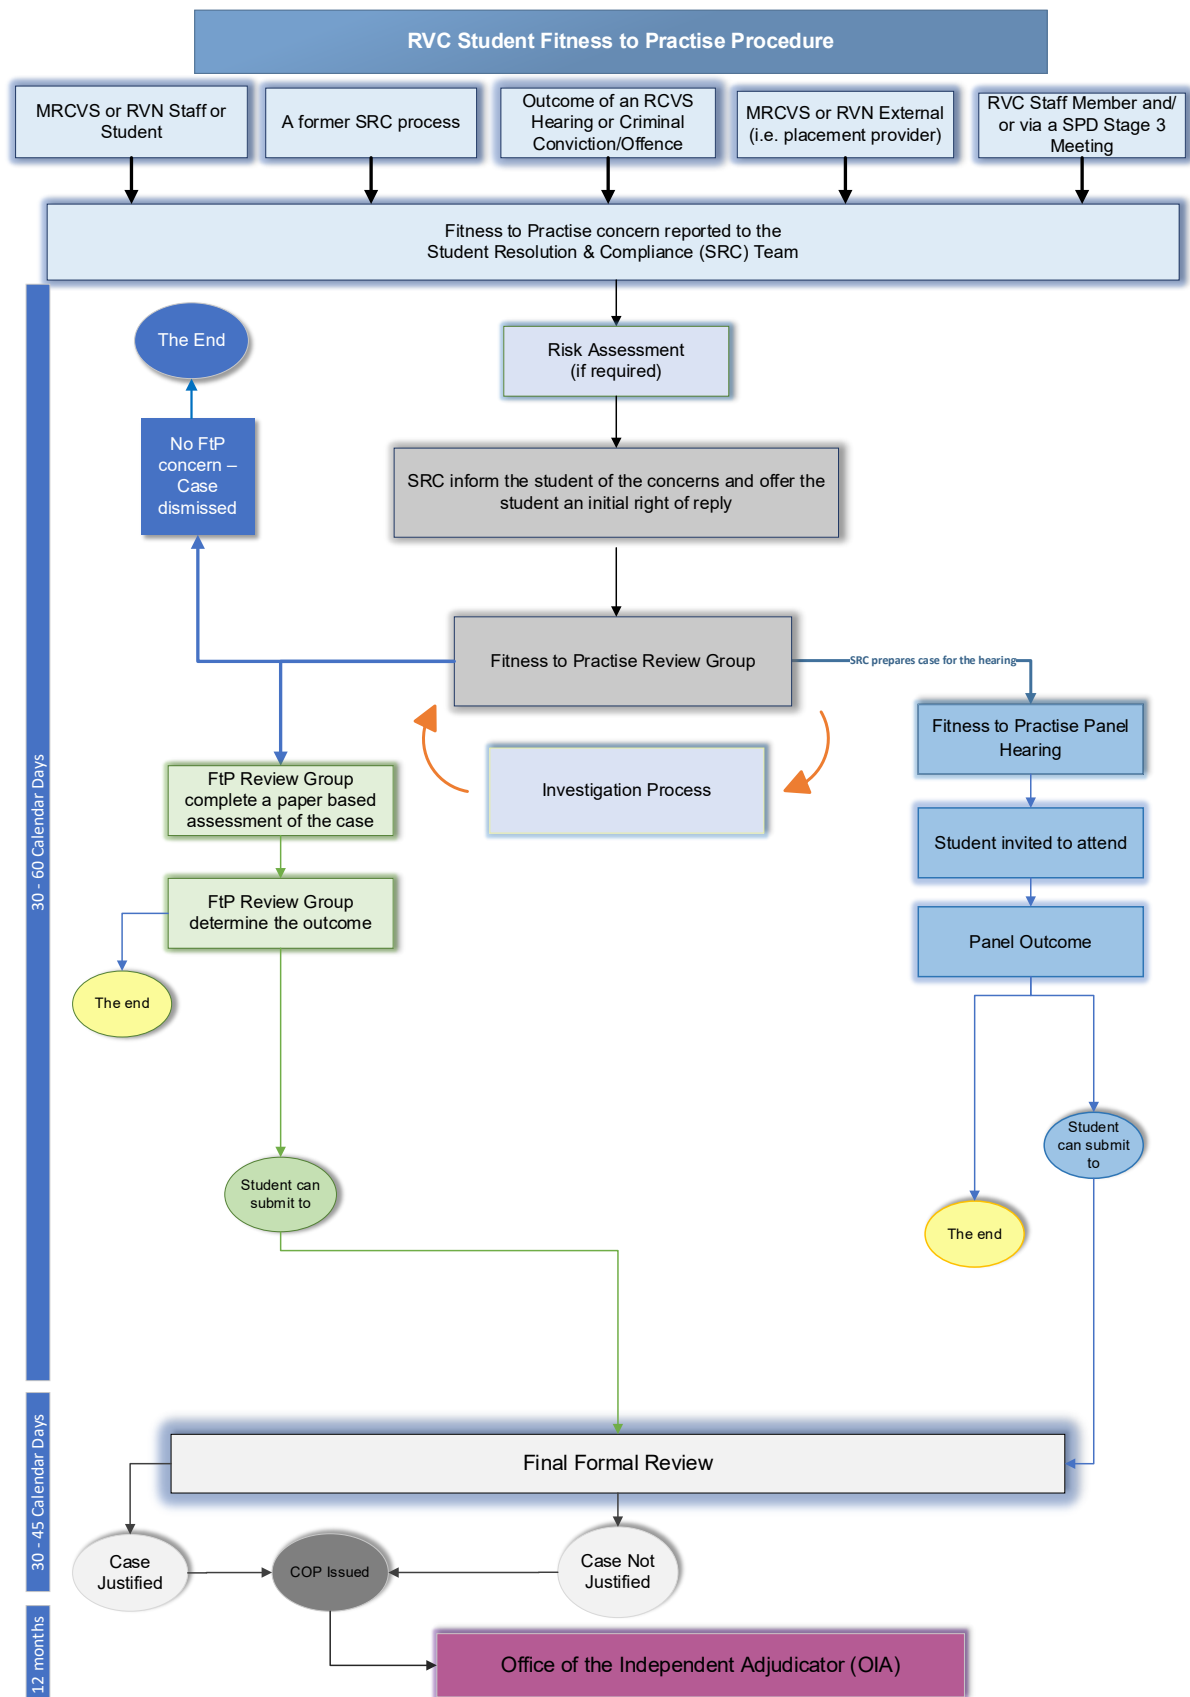 RVC Student Fitness to Practise Procedure
MRCVS or RVN Staff or
Student
A former SRC process
Outcome of an RCVS
Hearing or Criminal
Conviction/Offence
MRCVS or RVN External
(i.e. placement provider)
RVC Staff Member and/
or via a SPD Stage 3
Meeting
Fitness to Practise concern reported to the
Student Resolution & Compliance (SRC) Team
30 - 60 Calendar Days
The End
Risk Assessment
(if required)
No FtP
concern –
Case
dismissed
SRC inform the student of the concerns and offer the
student an initial right of reply
Fitness to Practise Review Group
SRC prepares case for the hearing
Fitness to Practise Panel
Hearing
FtP Review Group
complete a paper based
assessment of the case
Investigation Process
Student invited to attend
FtP Review Group
determine the outcome
Panel Outcome
The end
Student
can submit
to
Student can
submit to
The end
30 - 45 Calendar Days
Final Formal Review
Case
Justified
COP Issued
Case Not
Justified
12 months
Office of the Independent Adjudicator (OIA)